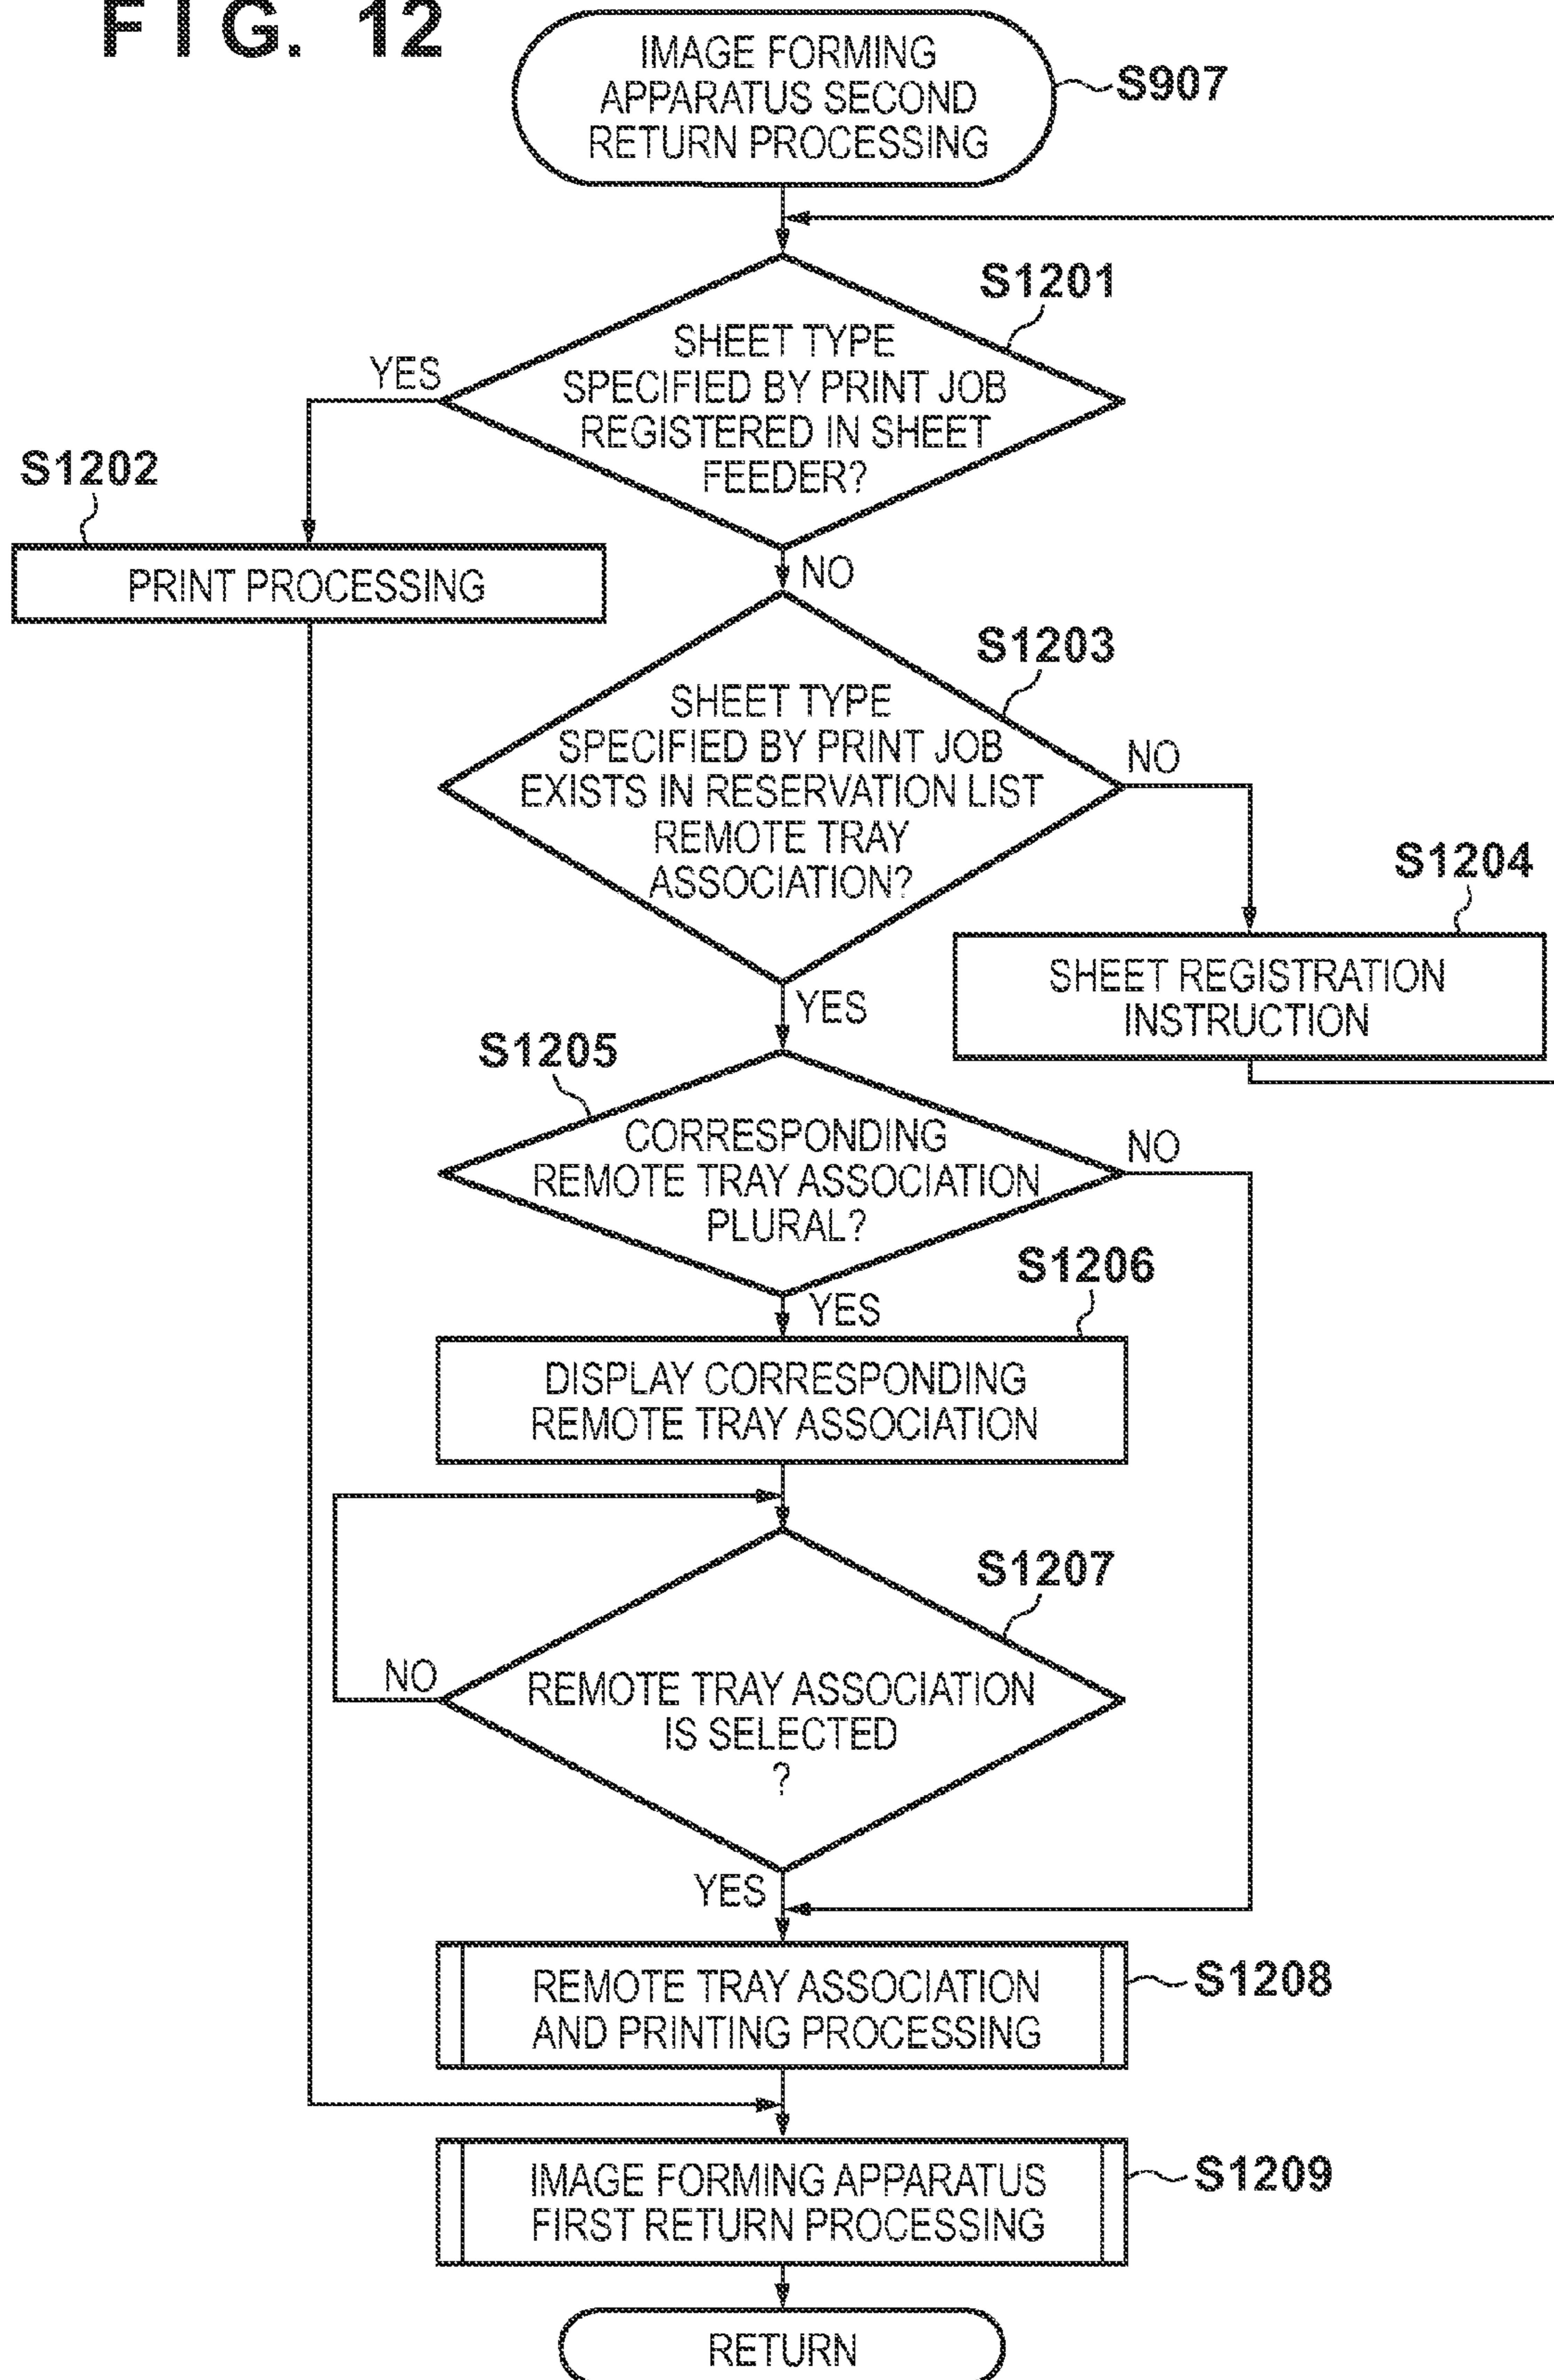 FIG. 12
IMAGE FORMING
APPARATUS SECOND
RETURN PROCESSING
S907
S1201
SHEET TYPE
SPECIFIED BY PRINT JOB
REGISTERED IN SHEET
FEEDER?
YES
NO
S1202
PRINT PROCESSING
S1203
SHEET TYPE
SPECIFIED BY PRINT JOB
EXISTS IN RESERVATION LIST
REMOTE TRAY
ASSOCIATION?
NO
YES
S1204
SHEET REGISTRATION
INSTRUCTION
S1205
CORRESPONDING
REMOTE TRAY ASSOCIATION
PLURAL?
NO
YES
S1206
DISPLAY CORRESPONDING
REMOTE TRAY ASSOCIATION
S1207
REMOTE TRAY ASSOCIATION
IS SELECTED
?
NO
YES
REMOTE TRAY ASSOCIATION
AND PRINTING PROCESSING
S1208
IMAGE FORMING APPARATUS
FIRST RETURN PROCESSING
S1209
RETURN